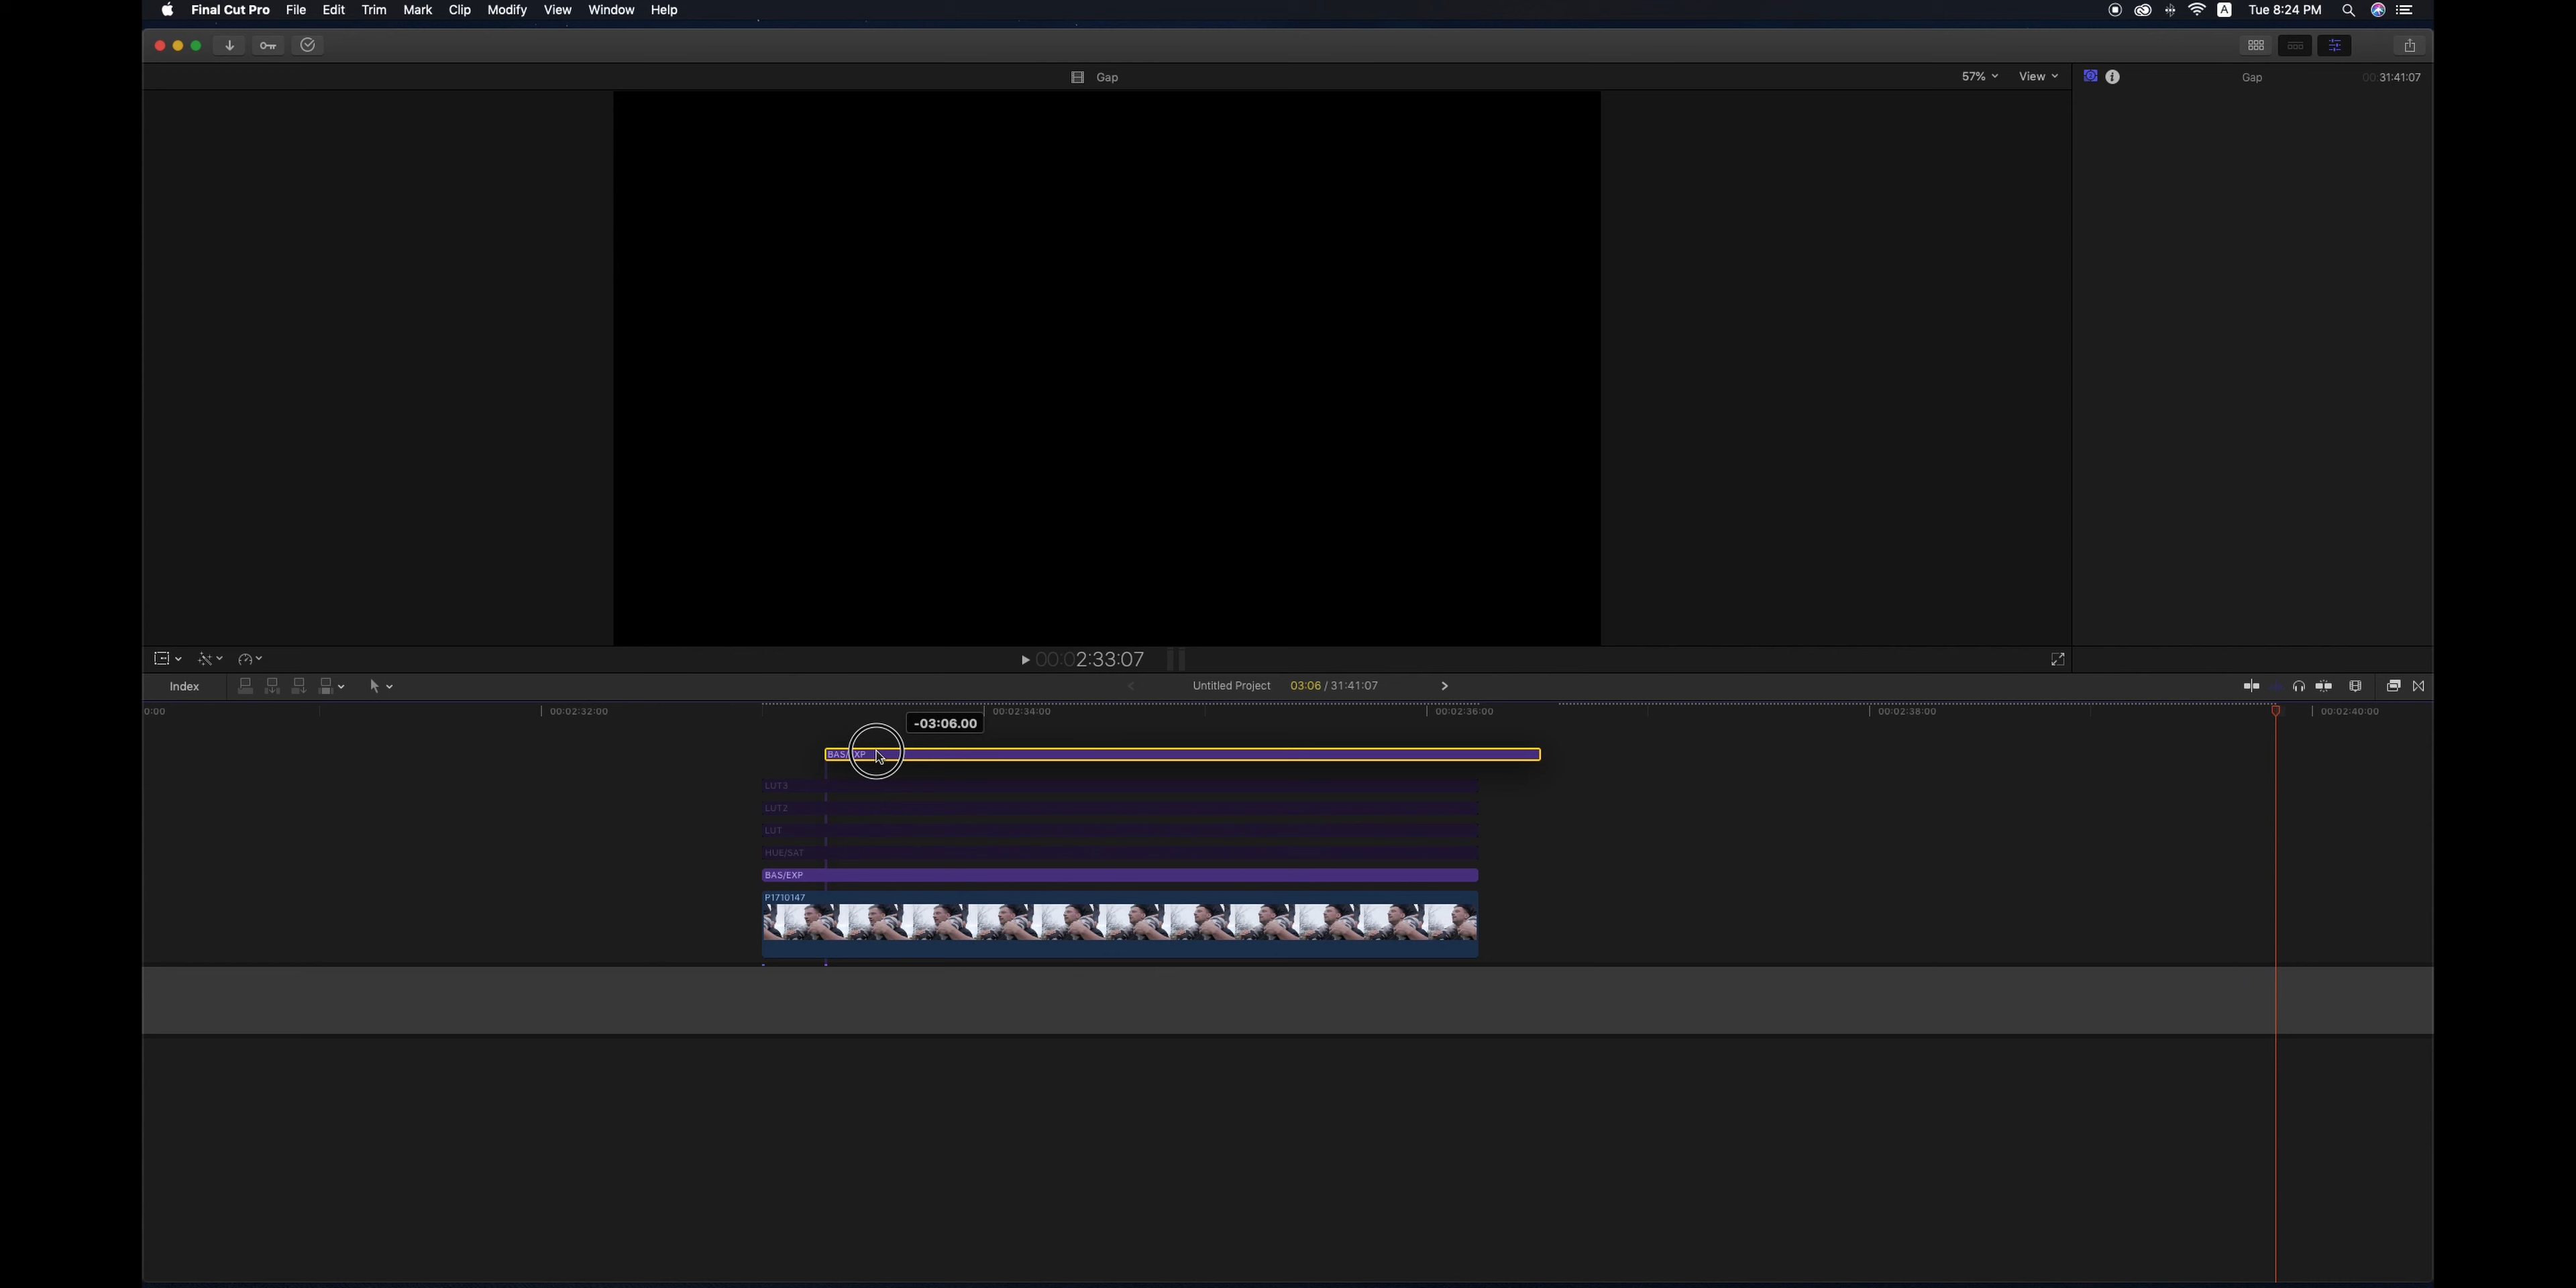 Final Cut Pro File Edit Trim Mark Clip Modify View Window Help A Tue 8:24 PM
Gap 57% View Gap 00:31:41:07
00:02:33:07
Index Untitled Project 03:06 / 31:41:07
0:00 00:02:32:00 00:02:34:00 00:02:36:00 00:02:38:00 00:02:40:00
-03:06.00
BAS/EXP
LUT3
LUT2
LUT
HUE/SAT
BAS/EXP
P1710147